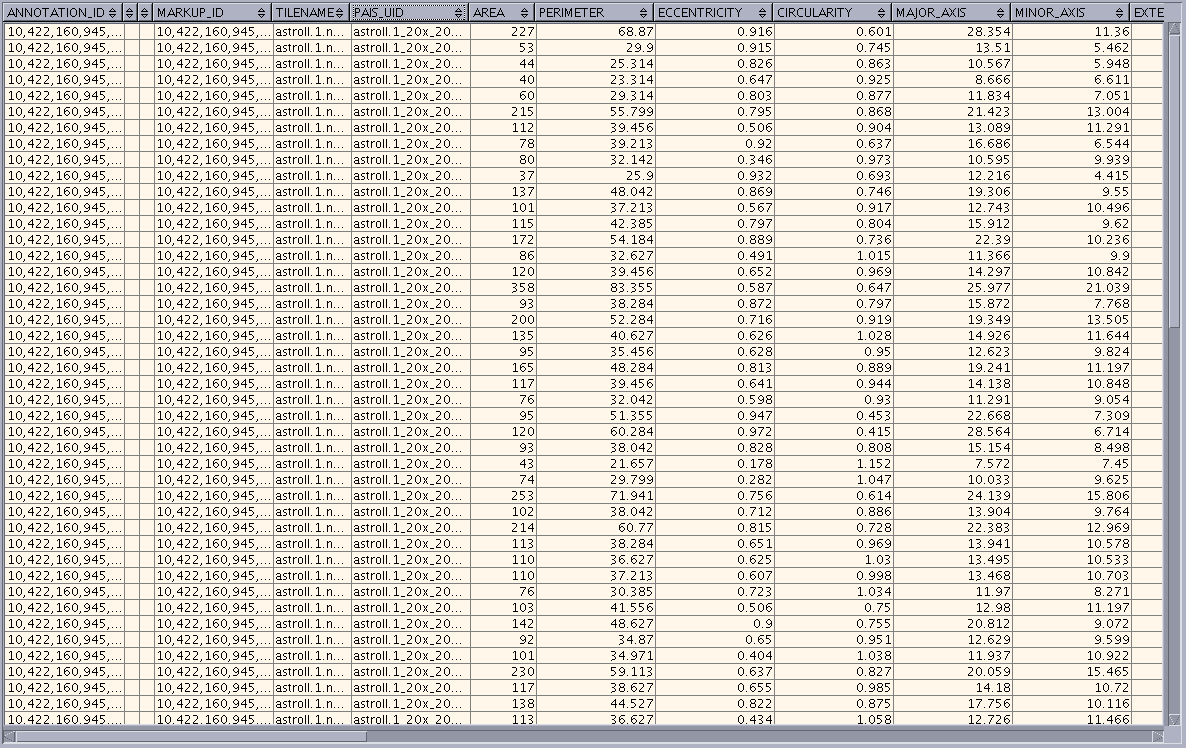 ANNOTATION_ID MARKUP_ID TILENAME PAIS_UID AREA PERIMETER ECCENTRICITY CIRCULARITY MAJOR_AXIS MINOR_AXIS EXTE
10,422,160,945,... 10,422,160,945,... astroll.1.n... astroll.1_20x_20... 227 68.87 0.916 0.601 28.354 11.36
10,422,160,945,... 10,422,160,945,... astroll.1.n... astroll.1_20x_20... 53 29.9 0.915 0.745 13.51 5.462
10,422,160,945,... 10,422,160,945,... astroll.1.n... astroll.1_20x_20... 44 25.314 0.826 0.863 10.567 5.948
10,422,160,945,... 10,422,160,945,... astroll.1.n... astroll.1_20x_20... 40 23.314 0.647 0.925 8.666 6.611
10,422,160,945,... 10,422,160,945,... astroll.1.n... astroll.1_20x_20... 60 29.314 0.803 0.877 11.834 7.051
10,422,160,945,... 10,422,160,945,... astroll.1.n... astroll.1_20x_20... 215 55.799 0.795 0.868 21.423 13.004
10,422,160,945,... 10,422,160,945,... astroll.1.n... astroll.1_20x_20... 112 39.456 0.506 0.904 13.089 11.291
10,422,160,945,... 10,422,160,945,... astroll.1.n... astroll.1_20x_20... 78 39.213 0.92 0.637 16.686 6.544
10,422,160,945,... 10,422,160,945,... astroll.1.n... astroll.1_20x_20... 80 32.142 0.346 0.973 10.595 9.939
10,422,160,945,... 10,422,160,945,... astroll.1.n... astroll.1_20x_20... 37 25.9 0.932 0.693 12.216 4.415
10,422,160,945,... 10,422,160,945,... astroll.1.n... astroll.1_20x_20... 137 48.042 0.869 0.746 19.306 9.55
10,422,160,945,... 10,422,160,945,... astroll.1.n... astroll.1_20x_20... 101 37.213 0.567 0.917 12.743 10.496
10,422,160,945,... 10,422,160,945,... astroll.1.n... astroll.1_20x_20... 115 42.385 0.797 0.804 15.912 9.62
10,422,160,945,... 10,422,160,945,... astroll.1.n... astroll.1_20x_20... 172 54.184 0.889 0.736 22.39 10.236
10,422,160,945,... 10,422,160,945,... astroll.1.n... astroll.1_20x_20... 86 32.627 0.491 1.015 11.366 9.9
10,422,160,945,... 10,422,160,945,... astroll.1.n... astroll.1_20x_20... 120 39.456 0.652 0.969 14.297 10.842
10,422,160,945,... 10,422,160,945,... astroll.1.n... astroll.1_20x_20... 358 83.355 0.587 0.647 25.977 21.039
10,422,160,945,... 10,422,160,945,... astroll.1.n... astroll.1_20x_20... 93 38.284 0.872 0.797 15.872 7.768
10,422,160,945,... 10,422,160,945,... astroll.1.n... astroll.1_20x_20... 200 52.284 0.716 0.919 19.349 13.505
10,422,160,945,... 10,422,160,945,... astroll.1.n... astroll.1_20x_20... 135 40.627 0.626 1.028 14.926 11.644
10,422,160,945,... 10,422,160,945,... astroll.1.n... astroll.1_20x_20... 95 35.456 0.628 0.95 12.623 9.824
10,422,160,945,... 10,422,160,945,... astroll.1.n... astroll.1_20x_20... 165 48.284 0.813 0.889 19.241 11.197
10,422,160,945,... 10,422,160,945,... astroll.1.n... astroll.1_20x_20... 117 39.456 0.641 0.944 14.138 10.848
10,422,160,945,... 10,422,160,945,... astroll.1.n... astroll.1_20x_20... 76 32.042 0.598 0.93 11.291 9.054
10,422,160,945,... 10,422,160,945,... astroll.1.n... astroll.1_20x_20... 95 51.355 0.947 0.453 22.668 7.309
10,422,160,945,... 10,422,160,945,... astroll.1.n... astroll.1_20x_20... 120 60.284 0.972 0.415 28.564 6.714
10,422,160,945,... 10,422,160,945,... astroll.1.n... astroll.1_20x_20... 93 38.042 0.828 0.808 15.154 8.498
10,422,160,945,... 10,422,160,945,... astroll.1.n... astroll.1_20x_20... 43 21.657 0.178 1.152 7.572 7.45
10,422,160,945,... 10,422,160,945,... astroll.1.n... astroll.1_20x_20... 74 29.799 0.282 1.047 10.033 9.625
10,422,160,945,... 10,422,160,945,... astroll.1.n... astroll.1_20x_20... 253 71.941 0.756 0.614 24.139 15.806
10,422,160,945,... 10,422,160,945,... astroll.1.n... astroll.1_20x_20... 102 38.042 0.712 0.886 13.904 9.764
10,422,160,945,... 10,422,160,945,... astroll.1.n... astroll.1_20x_20... 214 60.77 0.815 0.728 22.383 12.969
10,422,160,945,... 10,422,160,945,... astroll.1.n... astroll.1_20x_20... 113 38.284 0.651 0.969 13.941 10.578
10,422,160,945,... 10,422,160,945,... astroll.1.n... astroll.1_20x_20... 110 36.627 0.625 1.03 13.495 10.533
10,422,160,945,... 10,422,160,945,... astroll.1.n... astroll.1_20x_20... 110 37.213 0.607 0.998 13.468 10.703
10,422,160,945,... 10,422,160,945,... astroll.1.n... astroll.1_20x_20... 76 30.385 0.723 1.034 11.97 8.271
10,422,160,945,... 10,422,160,945,... astroll.1.n... astroll.1_20x_20... 103 41.556 0.506 0.75 12.98 11.197
10,422,160,945,... 10,422,160,945,... astroll.1.n... astroll.1_20x_20... 142 48.627 0.9 0.755 20.812 9.072
10,422,160,945,... 10,422,160,945,... astroll.1.n... astroll.1_20x_20... 92 34.87 0.65 0.951 12.629 9.599
10,422,160,945,... 10,422,160,945,... astroll.1.n... astroll.1_20x_20... 101 34.971 0.404 1.038 11.937 10.922
10,422,160,945,... 10,422,160,945,... astroll.1.n... astroll.1_20x_20... 230 59.113 0.637 0.827 20.059 15.465
10,422,160,945,... 10,422,160,945,... astroll.1.n... astroll.1_20x_20... 117 38.627 0.655 0.985 14.18 10.72
10,422,160,945,... 10,422,160,945,... astroll.1.n... astroll.1_20x_20... 138 44.527 0.822 0.875 17.756 10.116
10,422,160,945,... 10,422,160,945,... astroll.1.n... astroll.1_20x_20... 113 36.627 0.434 1.058 12.726 11.466